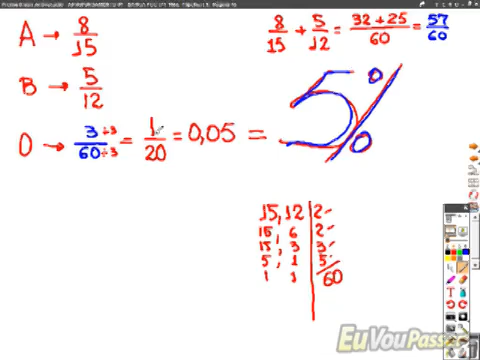 A → 8/15
8/15 + 5/12 = 32 + 25/60 = 57/60
B → 5/12
0 → 3 ÷3/60 ÷3 = 1/20 = 0,05 = 5%
15, 12 | 2
15, 6 | 2
15, 3 | 3
5, 1 | 5
1 1 | 60
EuVouPassar